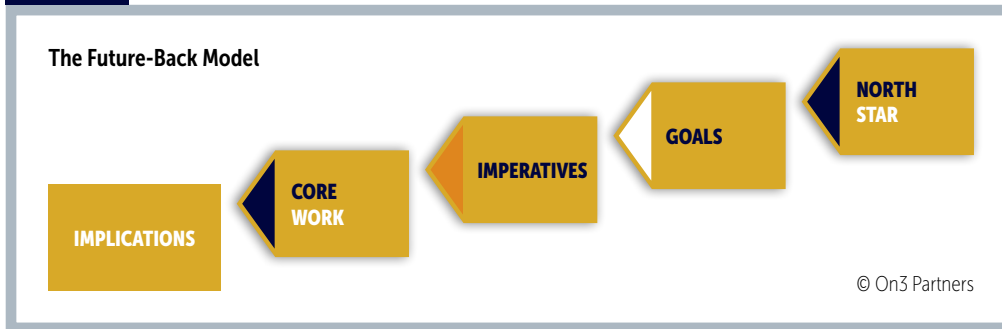 The Future-Back Model
NORTH
STAR
GOALS
IMPERATIVES
CORE
WORK
IMPLICATIONS
© On3 Partners